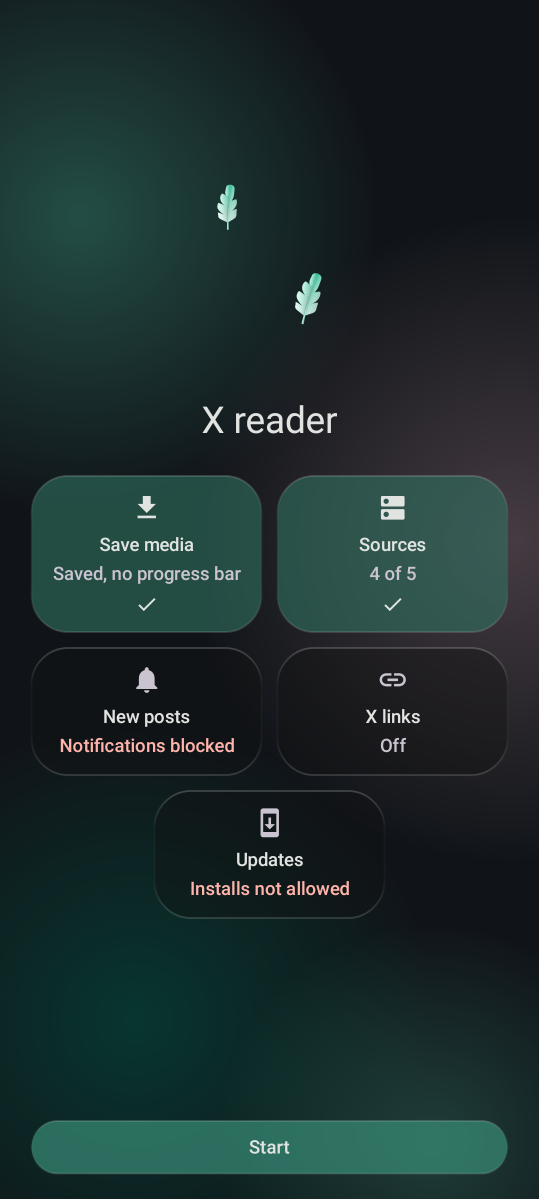 X reader
Save media
Saved, no progress bar
Sources
4 of 5
New posts
Notifications blocked
X links
Off
Updates
Installs not allowed
Start